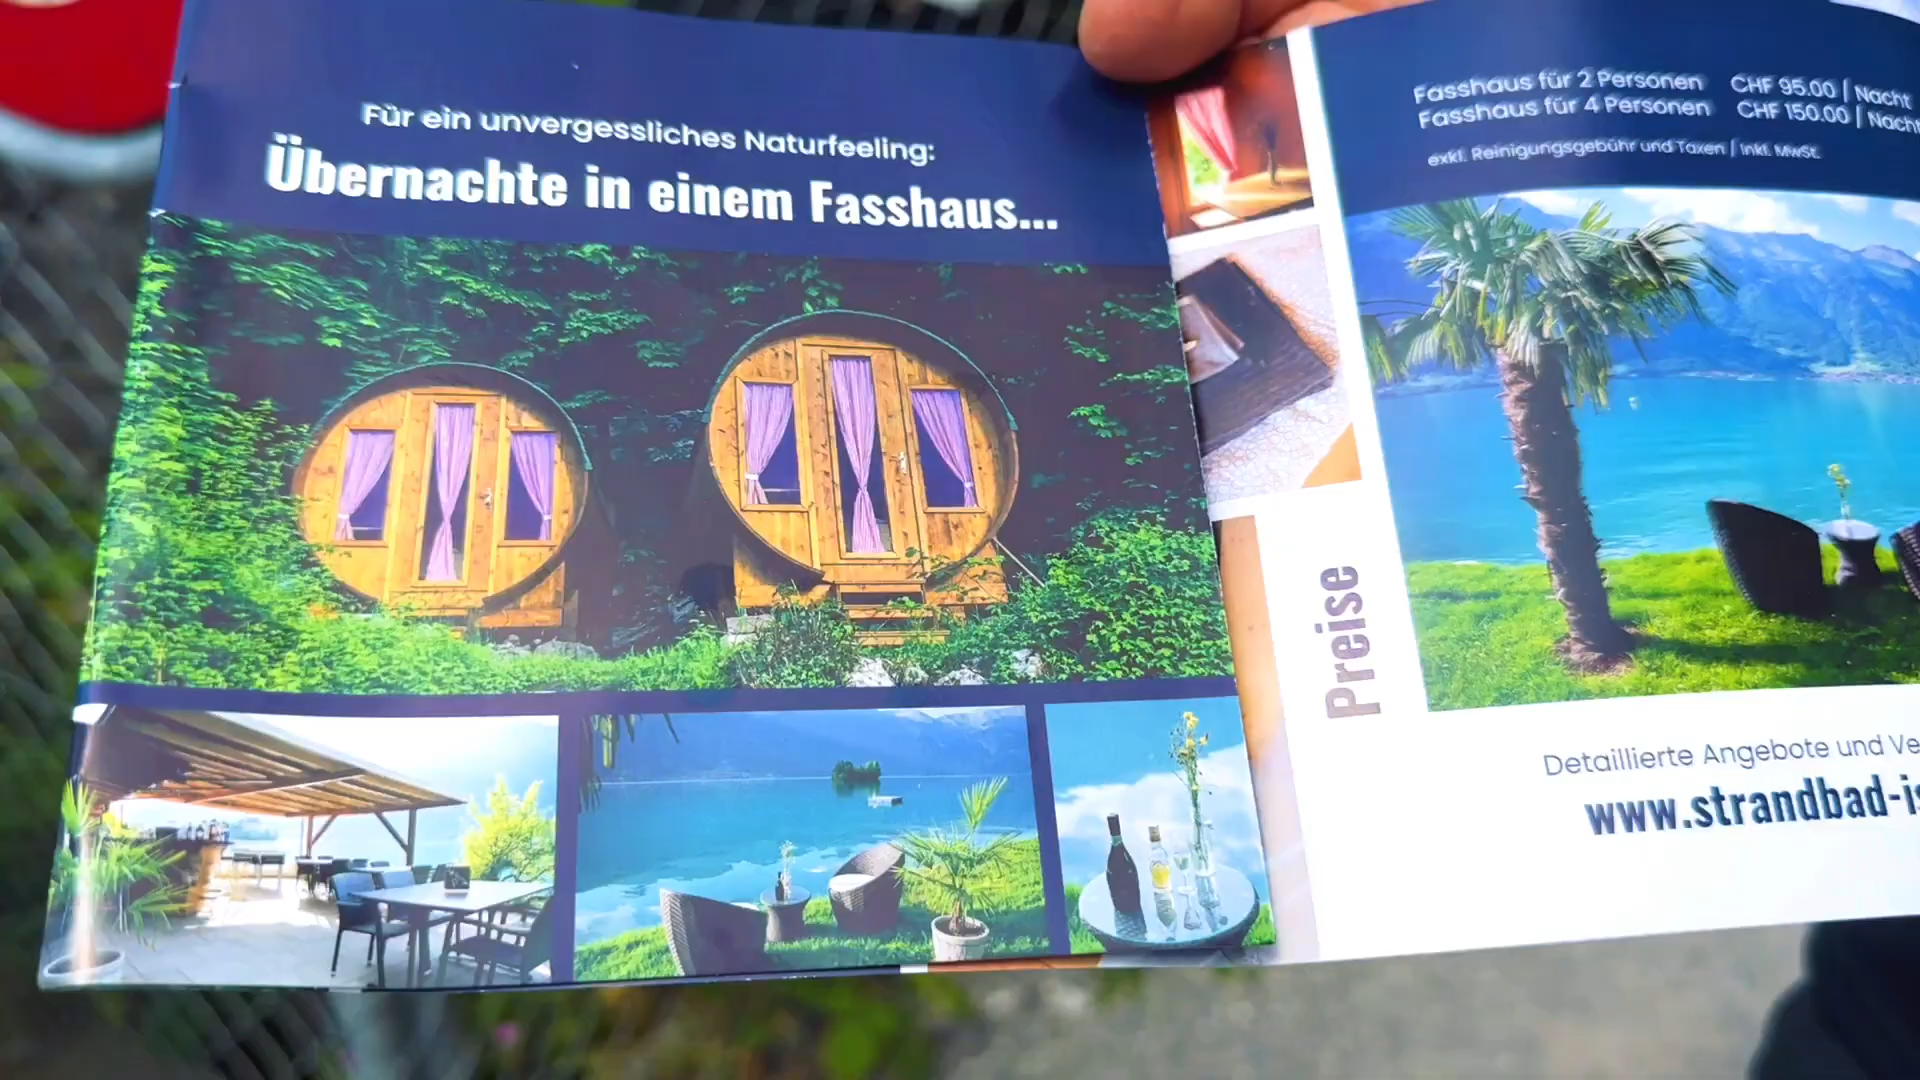 Für ein unvergessliches Naturfeeling:
Übernachte in einem Fasshaus...
Fasshaus für 2 Personen CHF 95.00 | Nacht
Fasshaus für 4 Personen CHF 150.00 | Nacht
exkl. Reinigungsgebühr und Taxen | inkl. MwSt.
Preise
Detaillierte Angebote und
www.strandbad-